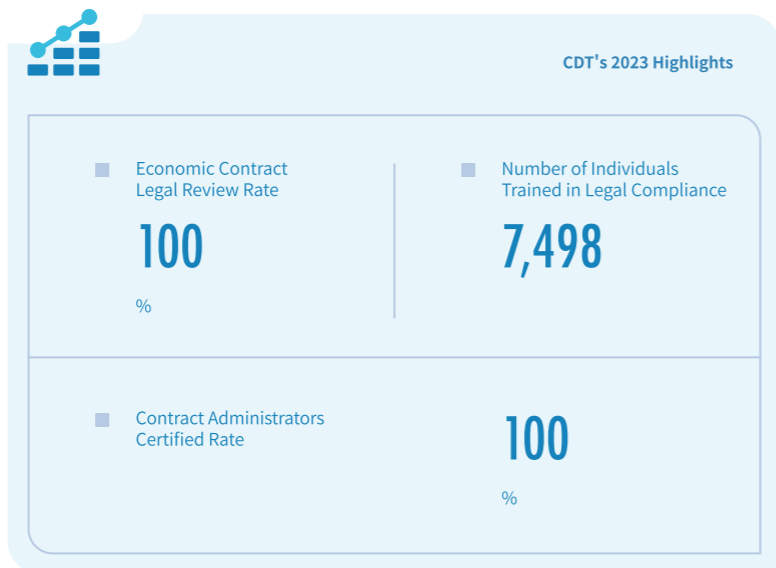 CDT's 2023 Highlights
Economic Contract
Legal Review Rate
100
%
Number of Individuals
Trained in Legal Compliance
7,498
Contract Administrators
Certified Rate
100
%